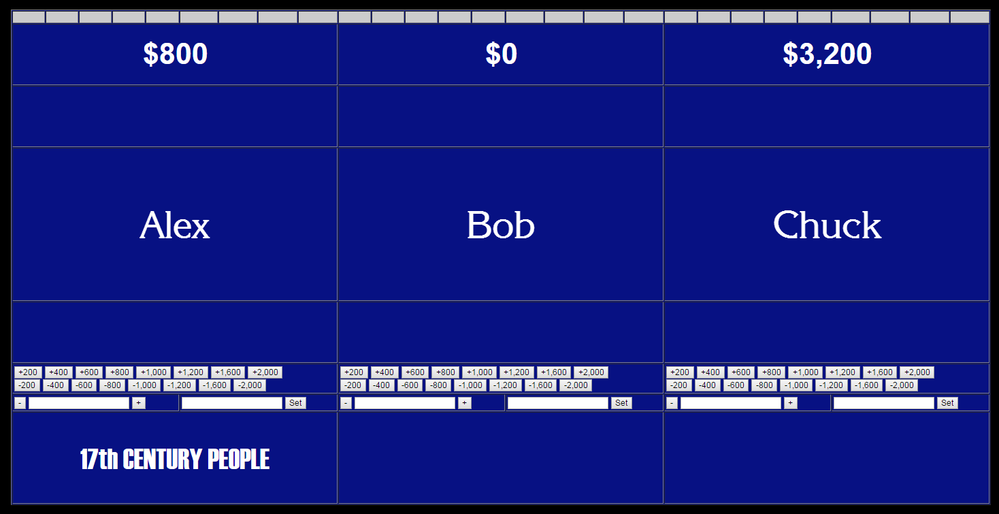 $800 $0 $3,200
Alex Bob Chuck
+200 +400 +600 +800 +1,000 +1,200 +1,600 +2,000 +200 +400 +600 +800 +1,000 +1,200 +1,600 +2,000 +200 +400 +600 +800 +1,000 +1,200 +1,600 +2,000
-200 -400 -600 -800 -1,000 -1,200 -1,600 -2,000 -200 -400 -600 -800 -1,000 -1,200 -1,600 -2,000 -200 -400 -600 -800 -1,000 -1,200 -1,600 -2,000
- + Set - + Set - + Set
17th CENTURY PEOPLE